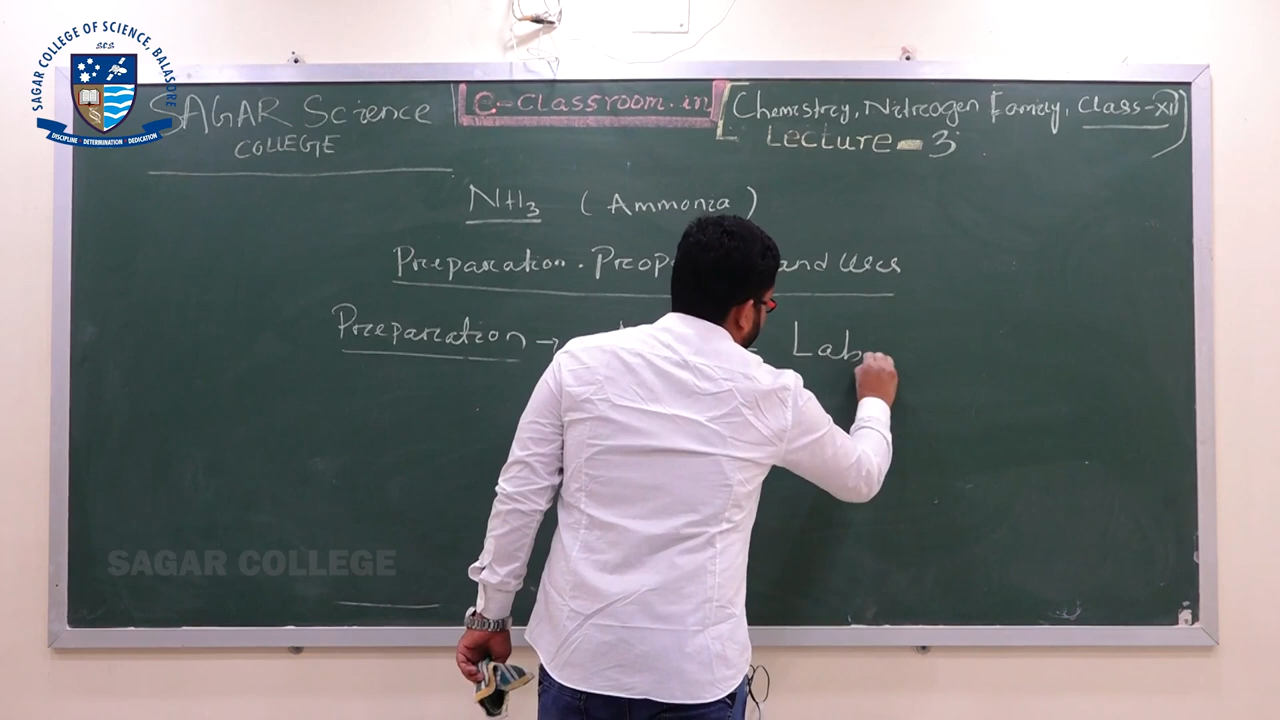 SAGAR COLLEGE OF SCIENCE, BALASORE
SCS
DISCIPLINE | DETERMINATION | DEDICATION
SAGAR Science
COLLEGE
e-classroom.in
[Chemistry, Nitrogen Family, Class-XII)
Lecture - 3
NH3 (Ammonia)
Preparation. Prop and Uses
Preparation → Lab
SAGAR COLLEGE